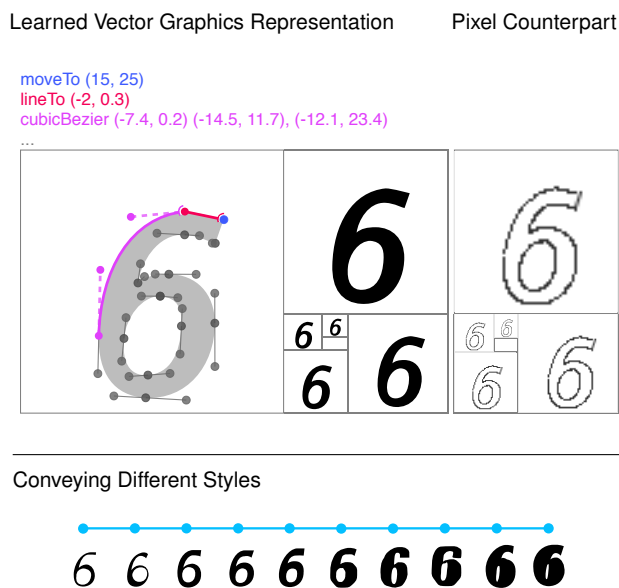 Learned Vector Graphics Representation Pixel Counterpart
moveTo (15, 25)
lineTo (-2, 0.3)
cubicBezier (-7.4, 0.2) (-14.5, 11.7), (-12.1, 23.4)
...
6 6 6
6 6 6 6
6 6 6 6
Conveying Different Styles
6 6 6 6 6 6 6 6 6 6